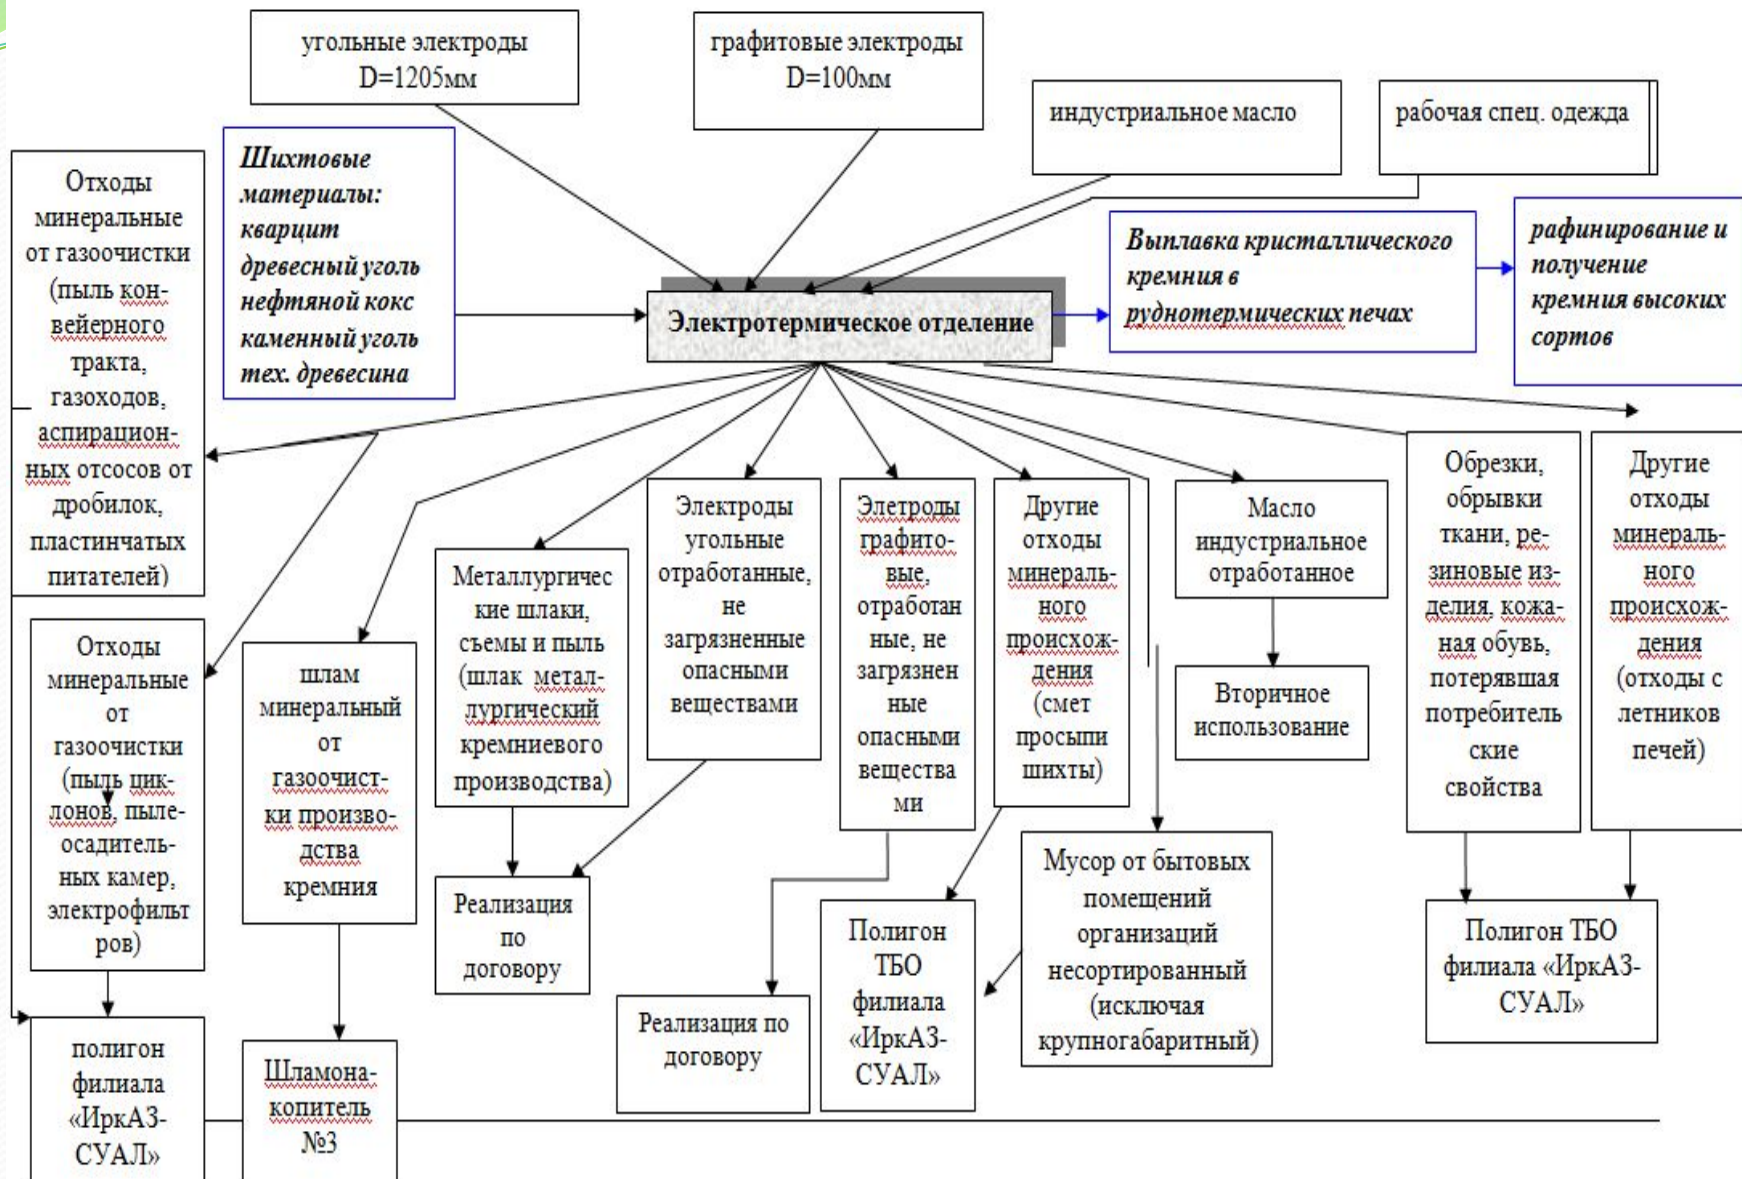 угольные электроды
D=1205мм
графитовые электроды
D=100мм
индустриальное масло
рабочая спец. одежда
Отходы
минеральные
от газоочистки
(пыль кон-
вейерного
тракта,
газоходов,
аспирацион-
ных отсосов от
дробилок,
пластинчатых
питателей)
Шихтовые
материалы:
кварцит
древесный уголь
нефтяной кокс
каменный уголь
тех. древесина
Электротермическое отделение
Выплавка кристаллического
кремния в
руднотермических печах
рафинирование и
получение
кремния высоких
сортов
Отходы
минеральные
от
газоочистки
(пыль цик-
лонов, пыле-
осадитель-
ных камер,
электрофильт
ров)
шлам
минеральный
от
газоочист-
ки произво-
дства
кремния
Металлургичес
кие шлаки,
съемы и пыль
(шлак метал-
лургический
кремниевого
производства)
Электроды
угольные
отработанные,
не
загрязненные
опасными
веществами
Элетроды
графито-
вые,
отработан
ные, не
загрязнен
ные
опасными
вещества
ми
Другие
отходы
минераль-
ного
происхож-
дения
(смет
просыпи
шихты)
Масло
индустриальное
отработанное
Вторичное
использование
Обрезки,
обрывки
ткани, ре-
зиновые из-
делия, кожа-
ная обувь,
потерявшая
потребитель
ские
свойства
Другие
отходы
минераль-
ного
происхож-
дения
(отходы с
летников
печей)
Реализация
по
договору
Реализация по
договору
Полигон
ТБО
филиала
«ИркАЗ-
СУАЛ»
Мусор от бытовых
помещений
организаций
несортированный
(исключая
крупногабаритный)
Полигон ТБО
филиала «ИркАЗ-
СУАЛ»
полигон
филиала
«ИркАЗ-
СУАЛ»
Шламона-
копитель
№3